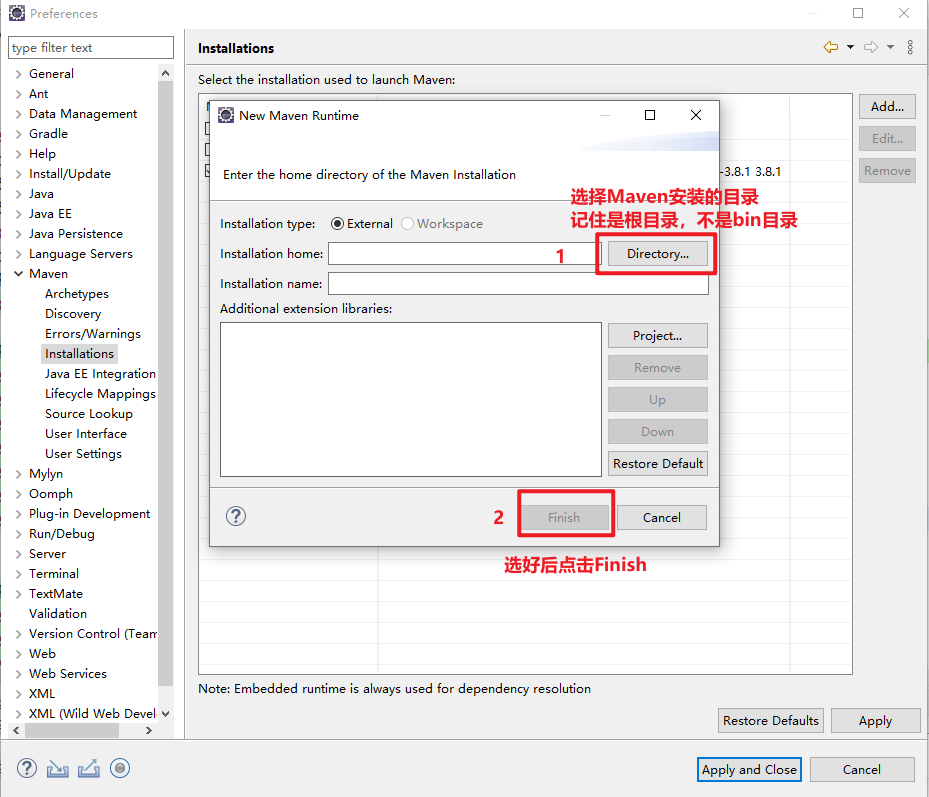 Preferences
type filter text
General
Ant
Data Management
Gradle
Help
Install/Update
Java
Java EE
Java Persistence
Language Servers
Maven
Archetypes
Discovery
Errors/Warnings
Installations
Java EE Integration
Lifecycle Mappings
Source Lookup
User Interface
User Settings
Mylyn
Oomph
Plug-in Development
Run/Debug
Server
Terminal
TextMate
Validation
Version Control (Team
Web
Web Services
XML
XML (Wild Web Devel
Installations
Select the installation used to launch Maven:
Add...
Edit...
Remove
-3.8.1 3.8.1
New Maven Runtime
Enter the home directory of the Maven Installation
选择Maven安装的目录
记住是根目录，不是bin目录
Installation type: External Workspace
Installation home: 1 Directory...
Installation name:
Additional extension libraries:
Project...
Remove
Up
Down
Restore Default
? 2 Finish Cancel
选好后点击Finish
Note: Embedded runtime is always used for dependency resolution
Restore Defaults Apply
? Apply and Close Cancel